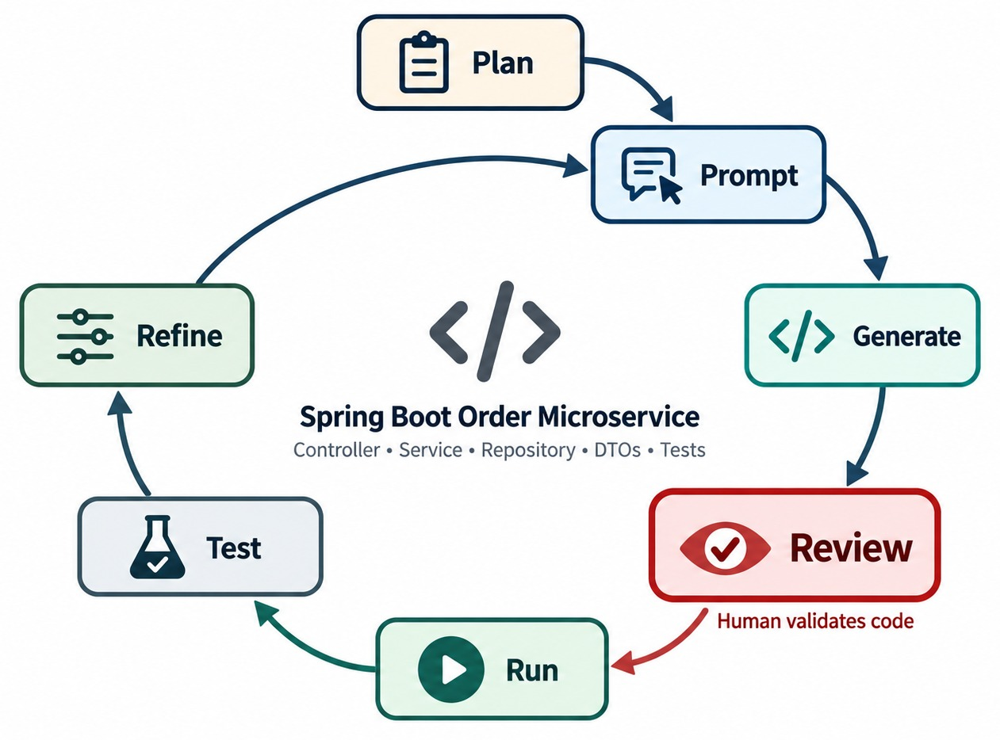 Plan
Prompt
Refine
Generate
Spring Boot Order Microservice
Controller • Service • Repository • DTOs • Tests
Test
Review
Human validates code
Run